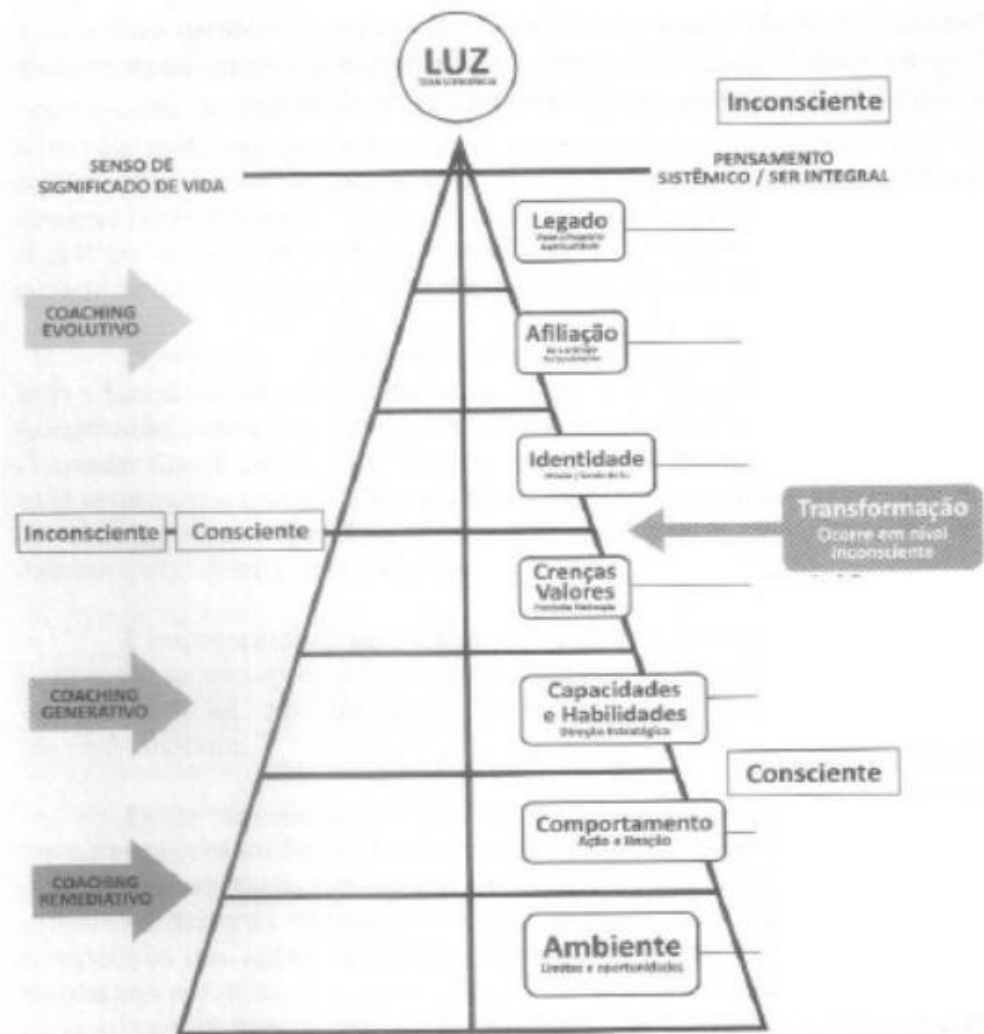 LUZ
Inconsciente
SENSO DE
SIGNIFICADO DE VIDA
PENSAMENTO
SISTÊMICO / SER INTEGRAL
Legado
COACHING
EVOLUTIVO
Afiliação
Identidade
Inconsciente
Consciente
Transformação
Ocorre em nível
inconsciente
Crenças
Valores
COACHING
GENERATIVO
Capacidades
e Habilidades
Direção Estratégica
Consciente
Comportamento
Ação e Reação
COACHING
REMEDIATIVO
Ambiente
Limites e oportunidades